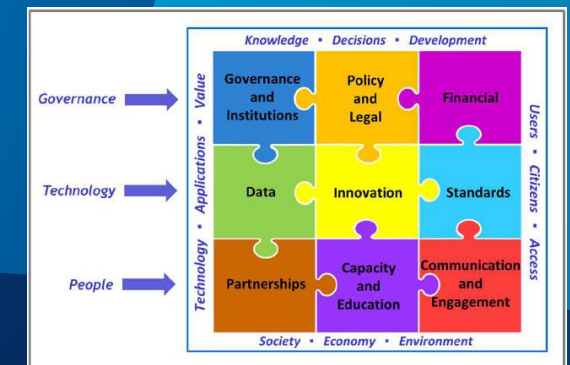 Knowledge • Decisions • Development
Governance
Governance
and
Institutions
Policy
and
Legal
Financial
Technology
Data
Innovation
Standards
People
Partnerships
Capacity
and
Education
Communication
and
Engagement
Technology • Applications • Value
Users • Citizens • Access
Society • Economy • Environment